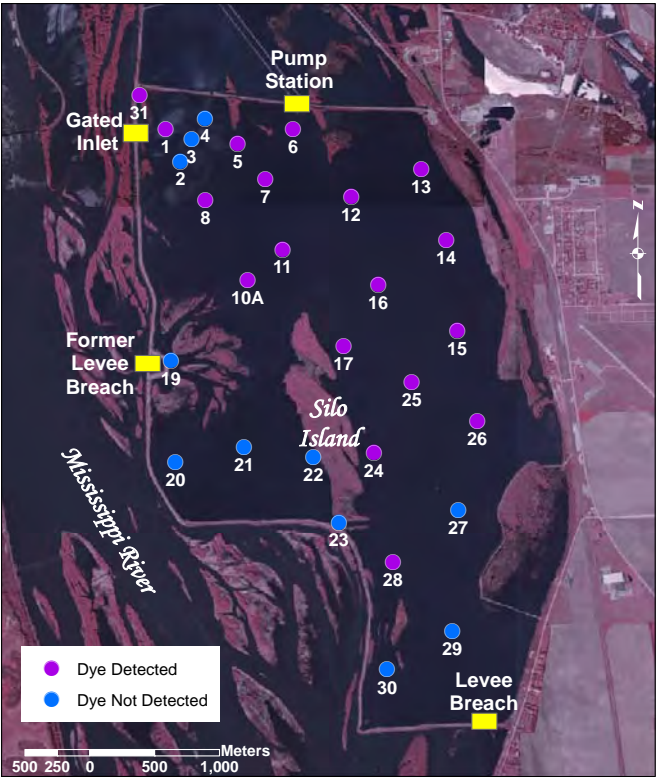 Pump
Station
31
Gated
Inlet
1
4
3
2
5
6
7
8
13
12
14
11
10A
16
Former
Levee
Breach
19
17
15
25
Silo
Island
26
20
21
22
24
27
Mississippi River
23
28
29
30
Levee
Breach
Dye Detected
Dye Not Detected
Meters
500 250 0 500 1,000
N